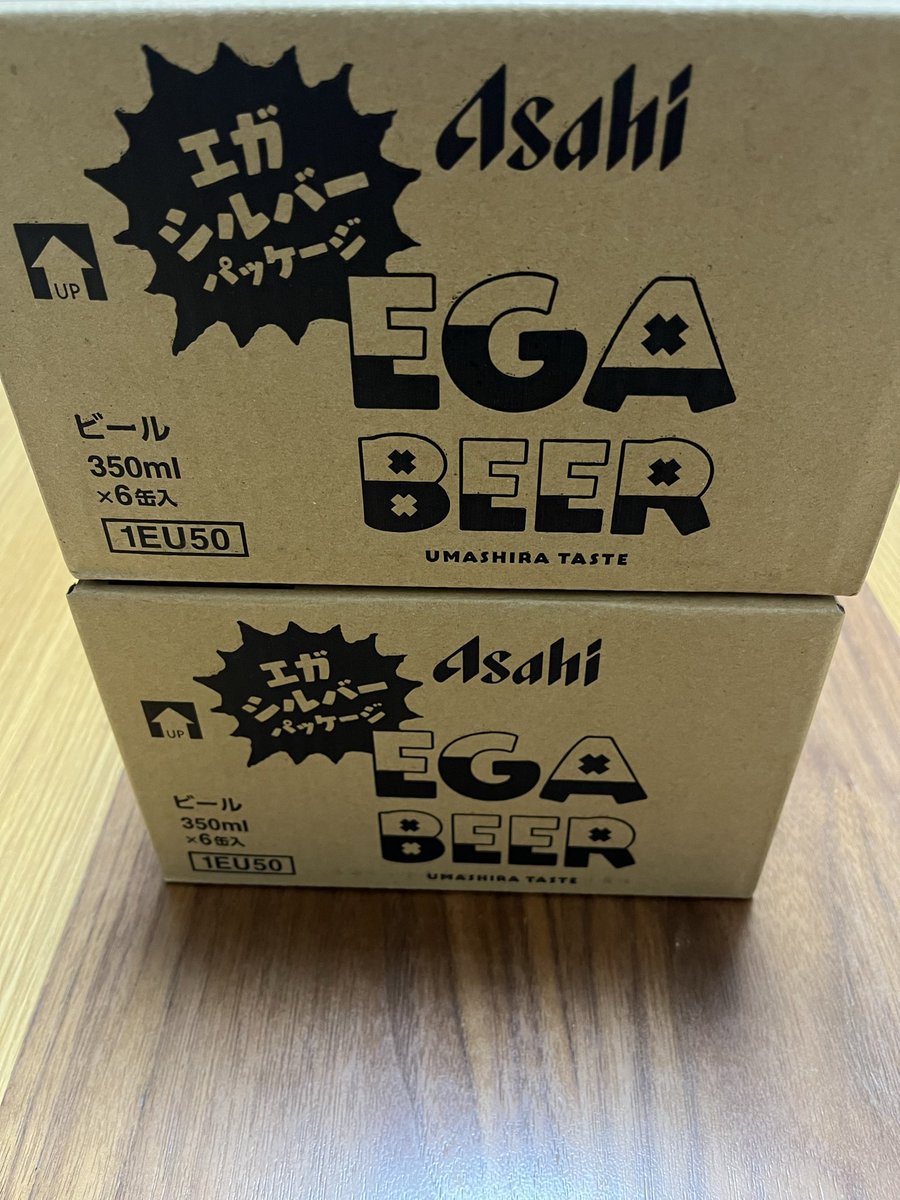 エガ
シルバー
パッケージ
Asahi
UP
EGA
BEER
UMASHIRA TASTE
ビール
350ml
×6缶入
1EU50
エガ
シルバー
パッケージ
Asahi
UP
EGA
BEER
UMASHIRA TASTE
ビール
350ml
×6缶入
1EU50